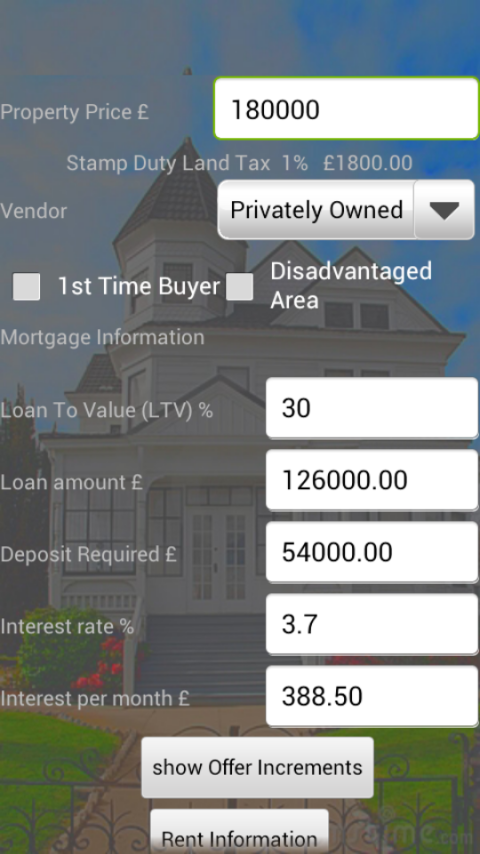 Property Price £ 180000
Stamp Duty Land Tax 1% £1800.00
Vendor Privately Owned
1st Time Buyer Disadvantaged
Area
Mortgage Information
Loan To Value (LTV) % 30
Loan amount £ 126000.00
Deposit Required £ 54000.00
Interest rate % 3.7
Interest per month £ 388.50
show Offer Increments
Rent Information